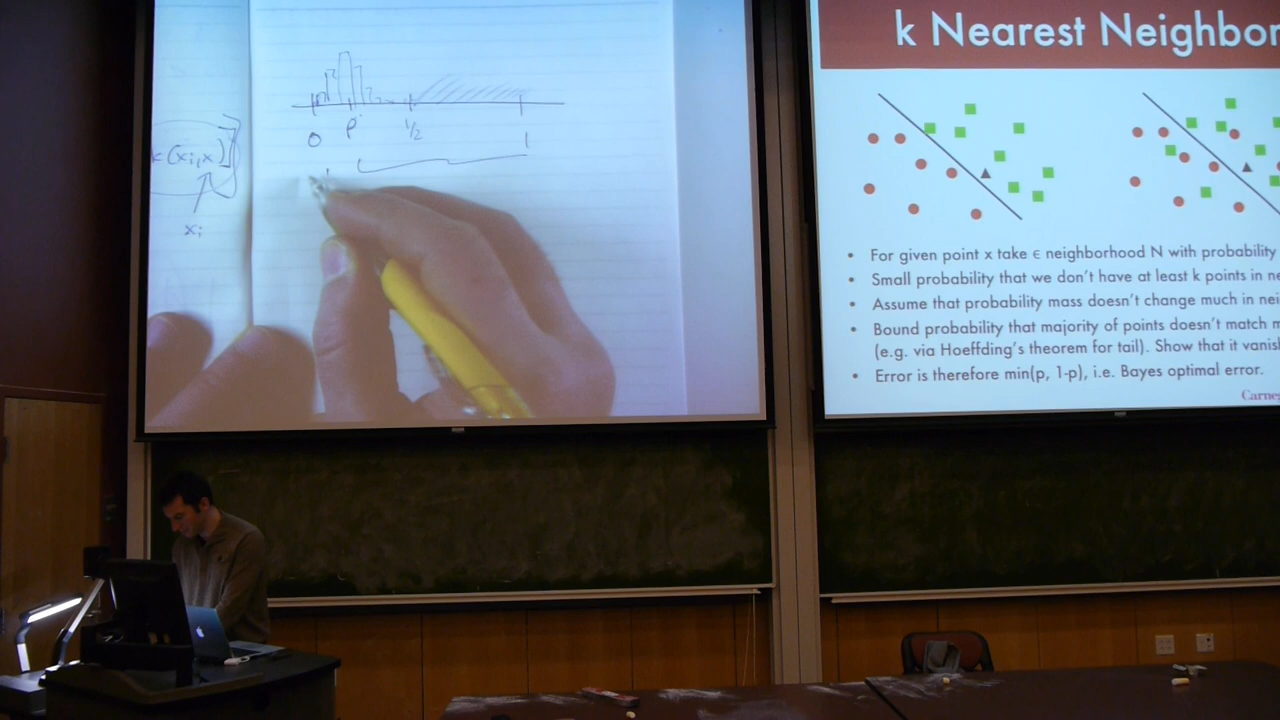 0 p 1/2 1
k(xi,x)]
xi
k Nearest Neighbor
• For given point x take ϵ neighborhood N with probability
• Small probability that we don't have at least k points in ne
• Assume that probability mass doesn't change much in nei
• Bound probability that majority of points doesn't match m
(e.g. via Hoeffding's theorem for tail). Show that it vanis
• Error is therefore min(p, 1-p), i.e. Bayes optimal error.
Carne